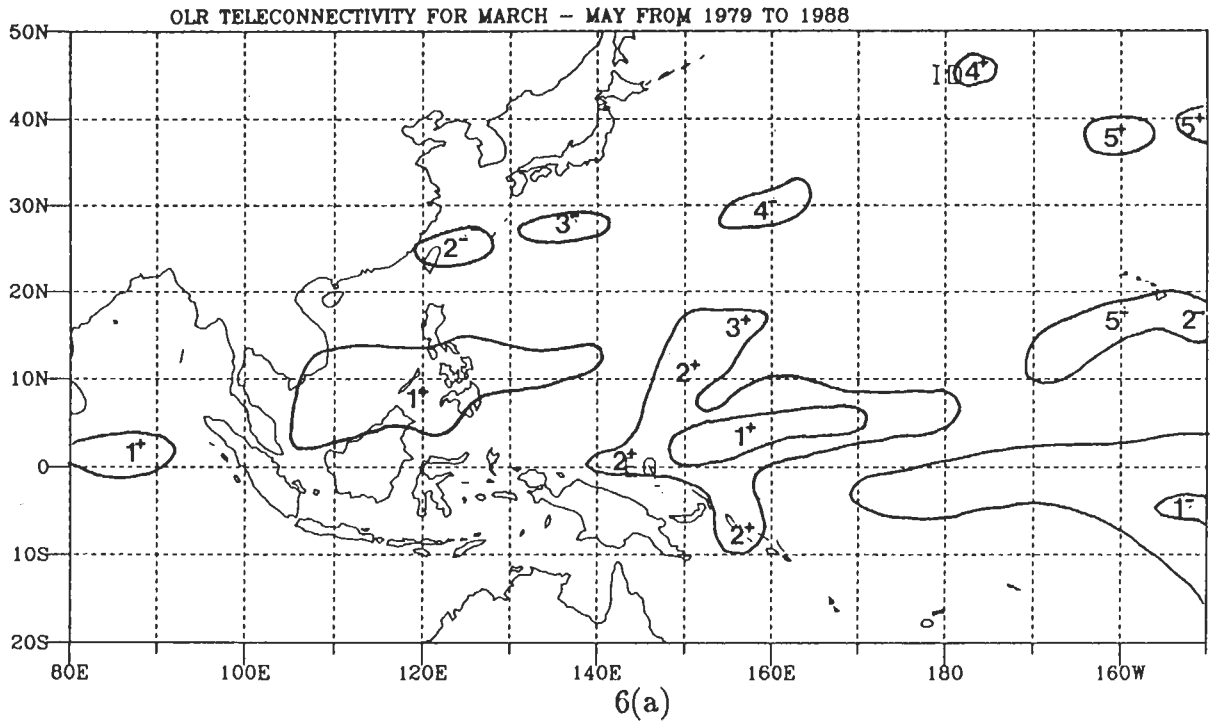 OLR TELECONNECTIVITY FOR MARCH – MAY FROM 1979 TO 1988
50N
ID 4+
40N
5+ 5+
30N
4-
3-
2-
20N
5- 2-
3+
10N
2+
1+
1+
1+
2+ EQ
0
1-
2+
10S
20S
80E 100E 120E 140E 160E 180 160W
6(a)